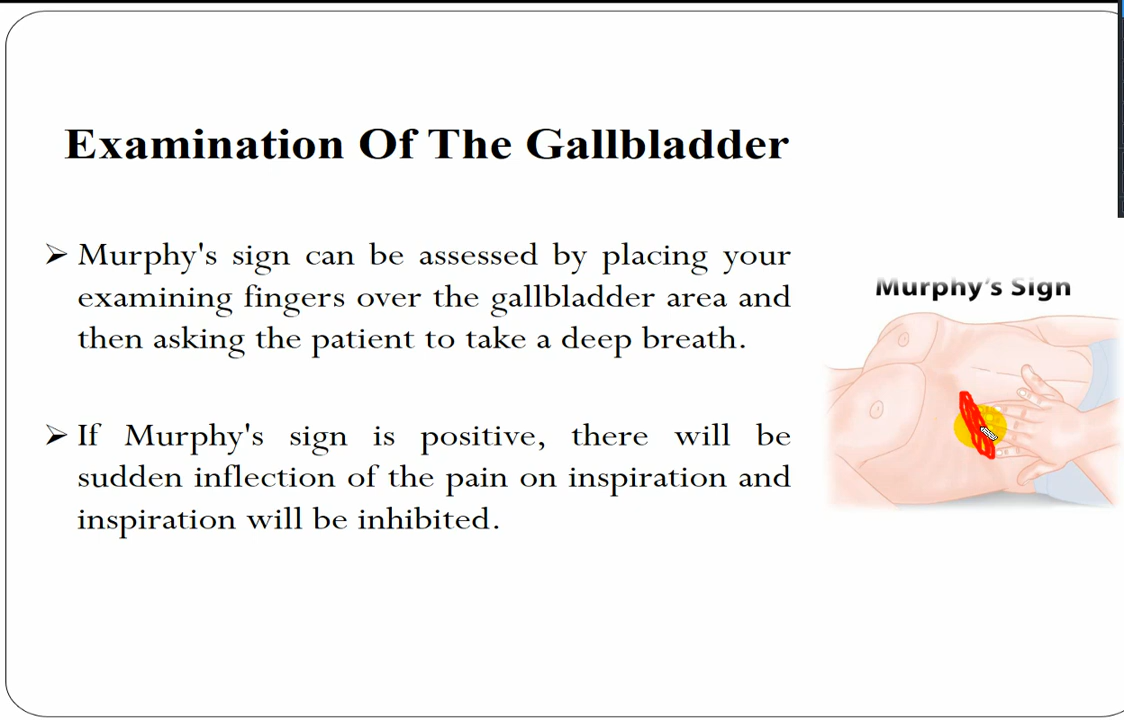 Examination Of The Gallbladder
➢ Murphy's sign can be assessed by placing your
examining fingers over the gallbladder area and
then asking the patient to take a deep breath.
➢ If Murphy's sign is positive, there will be
sudden inflection of the pain on inspiration and
inspiration will be inhibited.
Murphy's Sign